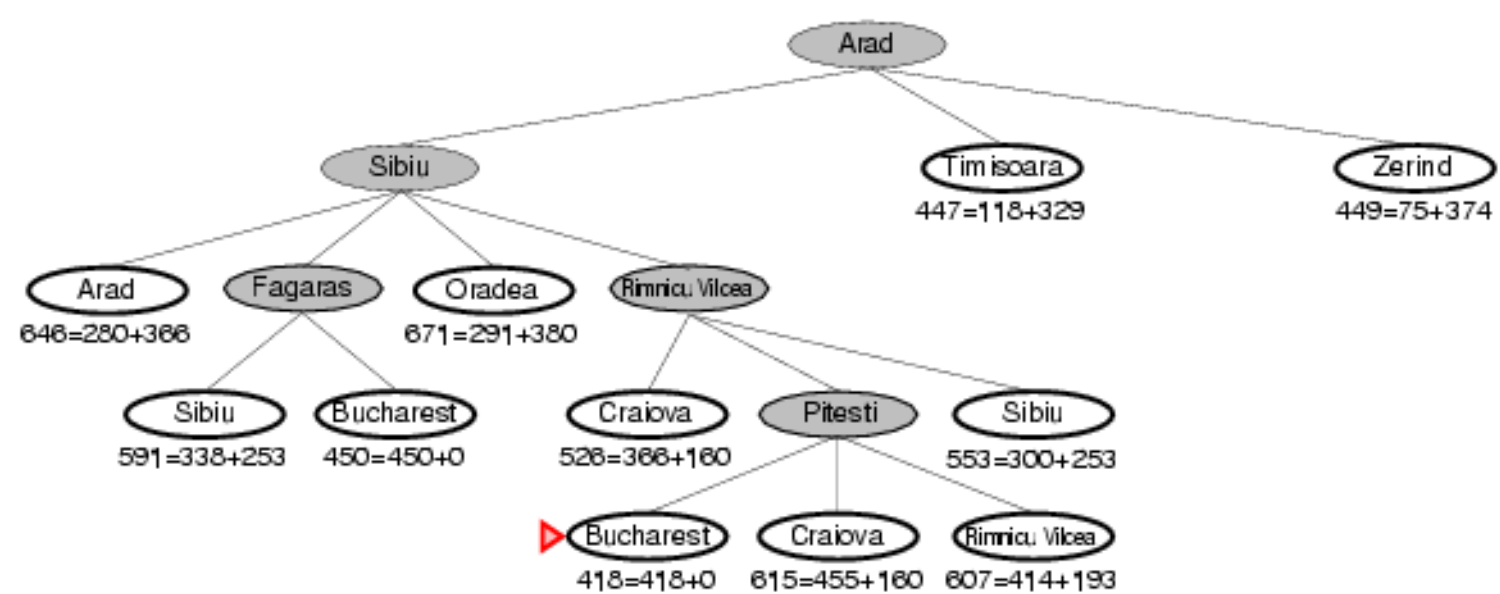 Arad
Sibiu
Timisoara
Zerind
447=118+329
449=75+374
Arad
Fagaras
Oradea
Rimnicu Vilcea
646=280+366
671=291+380
Sibiu
Bucharest
Craiova
Pitesti
Sibiu
591=338+253
450=450+0
526=366+160
553=300+253
Bucharest
Craiova
Rimnicu Vilcea
418=418+0
615=455+160
607=414+193